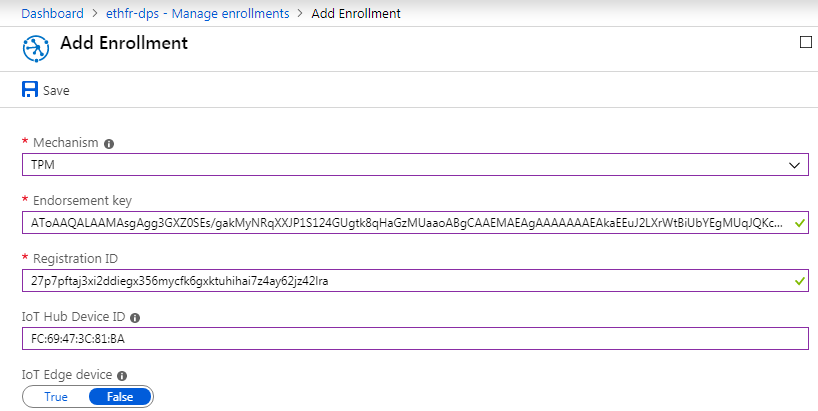 Dashboard > ethfr-dps - Manage enrollments > Add Enrollment
Add Enrollment
Save
* Mechanism
TPM
* Endorsement key
AToAAQALAAMAsgAgg3GXZ0SEs/gakMyNRqXXJP1S124GUgtk8qHaGzMUaaoABgCAAEMAEAgAAAAAAAEAkaEEuJ2LXrWtBiUbYEgMUqJQKc...
* Registration ID
27p7pftaj3xi2ddiegx356mycfk6gxktuhihai7z4ay62jz42lra
IoT Hub Device ID
FC:69:47:3C:81:BA
IoT Edge device
True False